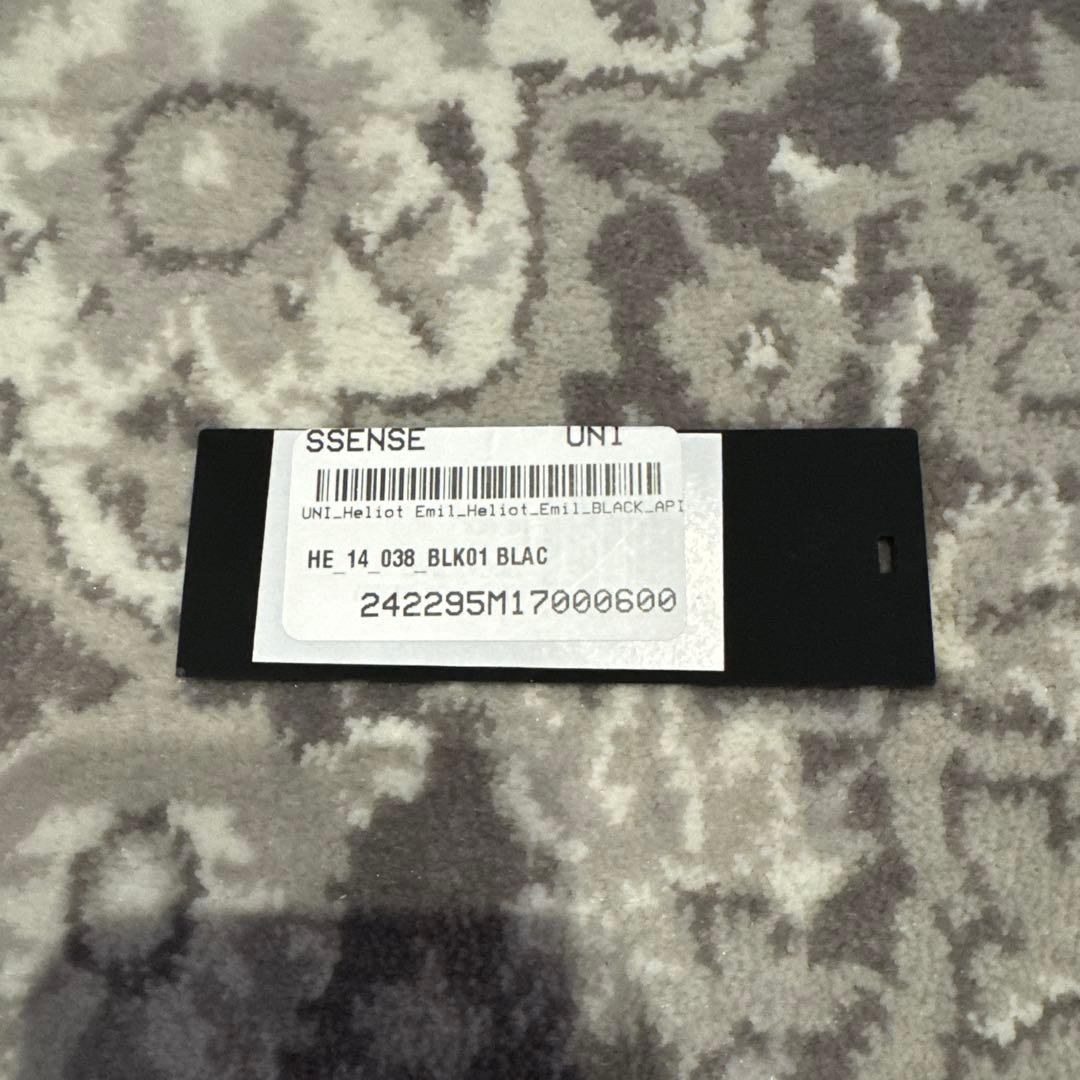 SSENSE UNI
UNI_Heliot Emil_Heliot_Emil_BLACK_API
HE_14_038_BLK01 BLAC
242295M17000600